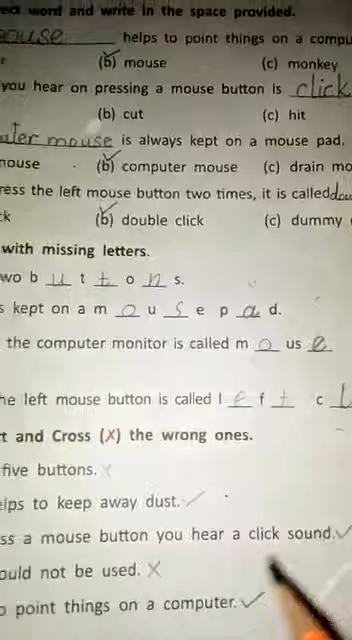 ect word and write in the space provided.
ouse helps to point things on a compu
r (b) mouse (c) monkey
you hear on pressing a mouse button is click
(b) cut (c) hit
uter mouse is always kept on a mouse pad.
mouse (b) computer mouse (c) drain mo
ress the left mouse button two times, it is called dou
ck (b) double click (c) dummy
with missing letters.
wo b u t t o n s.
s kept on a m o u s e p a d.
the computer monitor is called m o us e
he left mouse button is called l e f t c l
t and Cross (X) the wrong ones.
five buttons. X
elps to keep away dust. ✓
ss a mouse button you hear a click sound. ✓
ould not be used. X
o point things on a computer. ✓